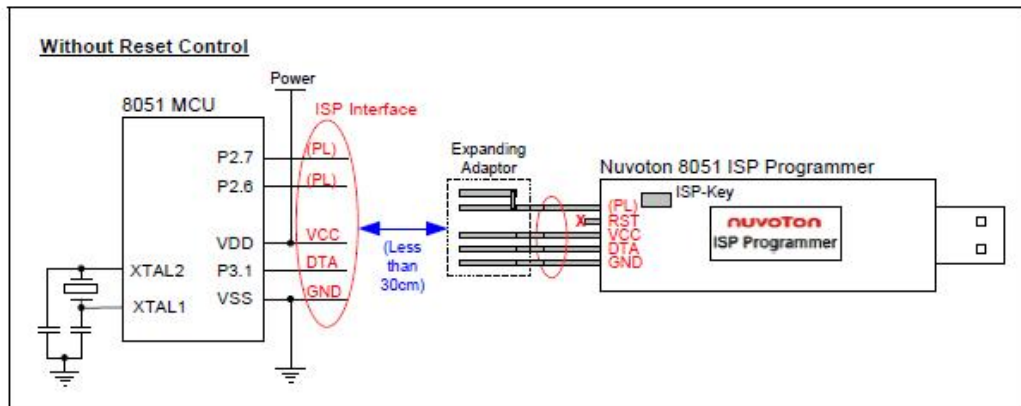 Without Reset Control
Power
8051 MCU
ISP Interface
P2.7
(PL)
P2.6
(PL)
VDD
VCC
XTAL2
P3.1
DTA
XTAL1
VSS
GND
(Less
than
30cm)
Expanding
Adaptor
Nuvoton 8051 ISP Programmer
ISP-Key
(PL)
X
RST
VCC
DTA
GND
nuvoTon
ISP Programmer